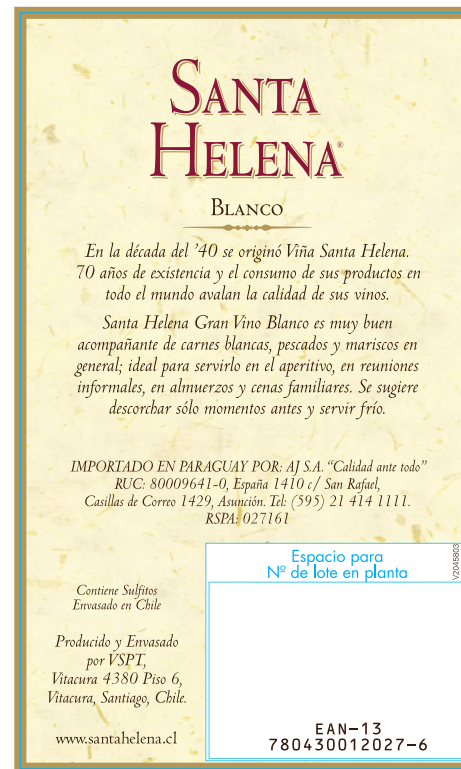 SANTA
HELENA®
BLANCO
En la década del ’40 se originó Viña Santa Helena.
70 años de existencia y el consumo de sus productos en
todo el mundo avalan la calidad de sus vinos.
Santa Helena Gran Vino Blanco es muy buen
acompañante de carnes blancas, pescados y mariscos en
general; ideal para servirlo en el aperitivo, en reuniones
informales, en almuerzos y cenas familiares. Se sugiere
descorchar sólo momentos antes y servir frío.
IMPORTADO EN PARAGUAY POR: AJ S.A. “Calidad ante todo”
RUC: 80009641-0, España 1410 c/ San Rafael,
Casillas de Correo 1429, Asunción. Tel: (595) 21 414 1111.
RSPA: 027161
Espacio para
Nº de lote en planta
V2045803
Contiene Sulfitos
Envasado en Chile
Producido y Envasado
por VSPT,
Vitacura 4380 Piso 6,
Vitacura, Santiago, Chile.
www.santahelena.cl
EAN-13
780430012027-6